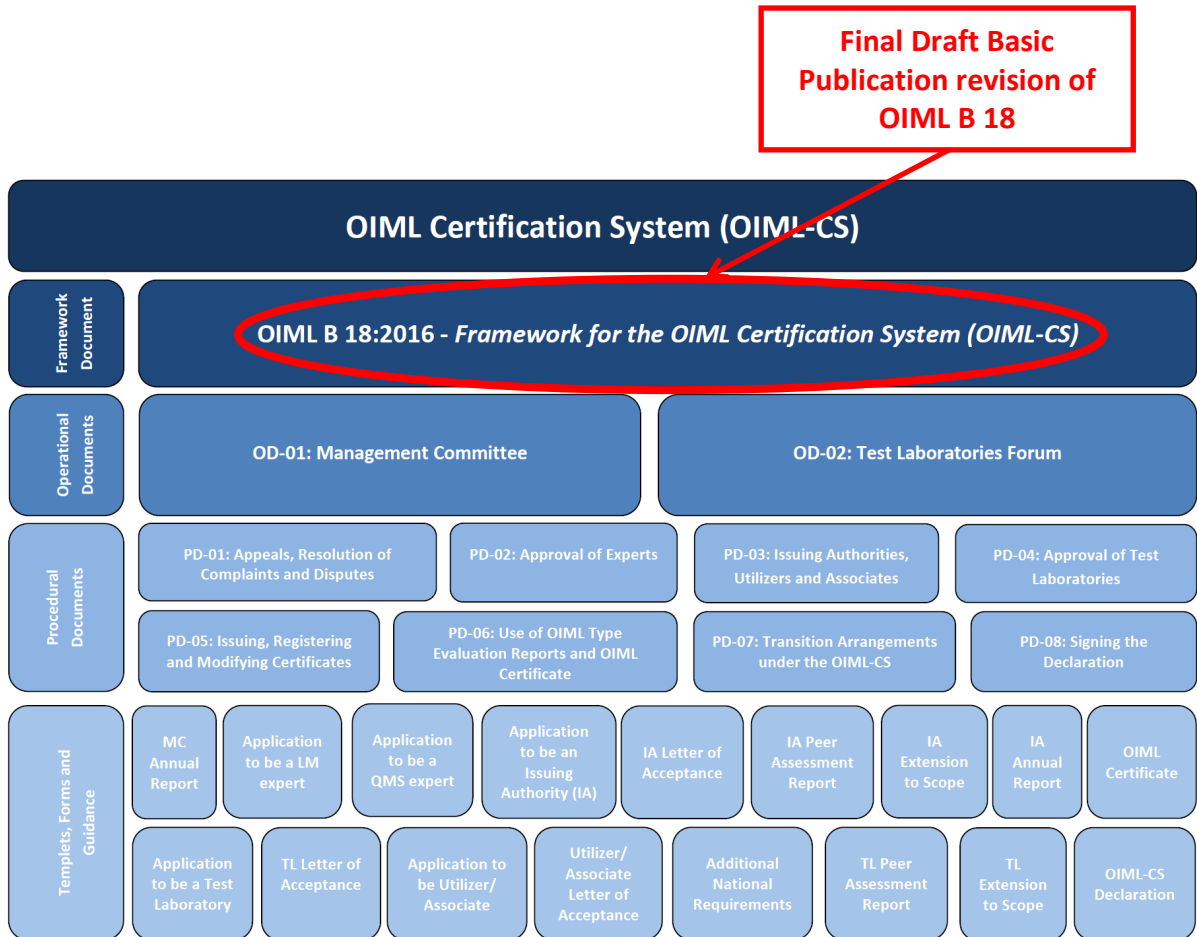 Final Draft Basic
Publication revision of
OIML B 18
OIML Certification System (OIML-CS)
Framework
Document
OIML B 18:2016 - Framework for the OIML Certification System (OIML-CS)
Operational
Documents
OD-01: Management Committee
OD-02: Test Laboratories Forum
Procedural
Documents
PD-01: Appeals, Resolution of
Complaints and Disputes
PD-02: Approval of Experts
PD-03: Issuing Authorities,
Utilizers and Associates
PD-04: Approval of Test
Laboratories
PD-05: Issuing, Registering
and Modifying Certificates
PD-06: Use of OIML Type
Evaluation Reports and OIML
Certificate
PD-07: Transition Arrangements
under the OIML-CS
PD-08: Signing the
Declaration
Templets, Forms and
Guidance
MC
Annual
Report
Application
to be a LM
expert
Application
to be a
QMS expert
Application
to be an
Issuing
Authority (IA)
IA Letter of
Acceptance
IA Peer
Assessment
Report
IA
Extension
to Scope
IA
Annual
Report
OIML
Certificate
Application
to be a Test
Laboratory
TL Letter of
Acceptance
Application to
be Utilizer/
Associate
Utilizer/
Associate
Letter of
Acceptance
Additional
National
Requirements
TL Peer
Assessment
Report
TL
Extension
to Scope
OIML-CS
Declaration